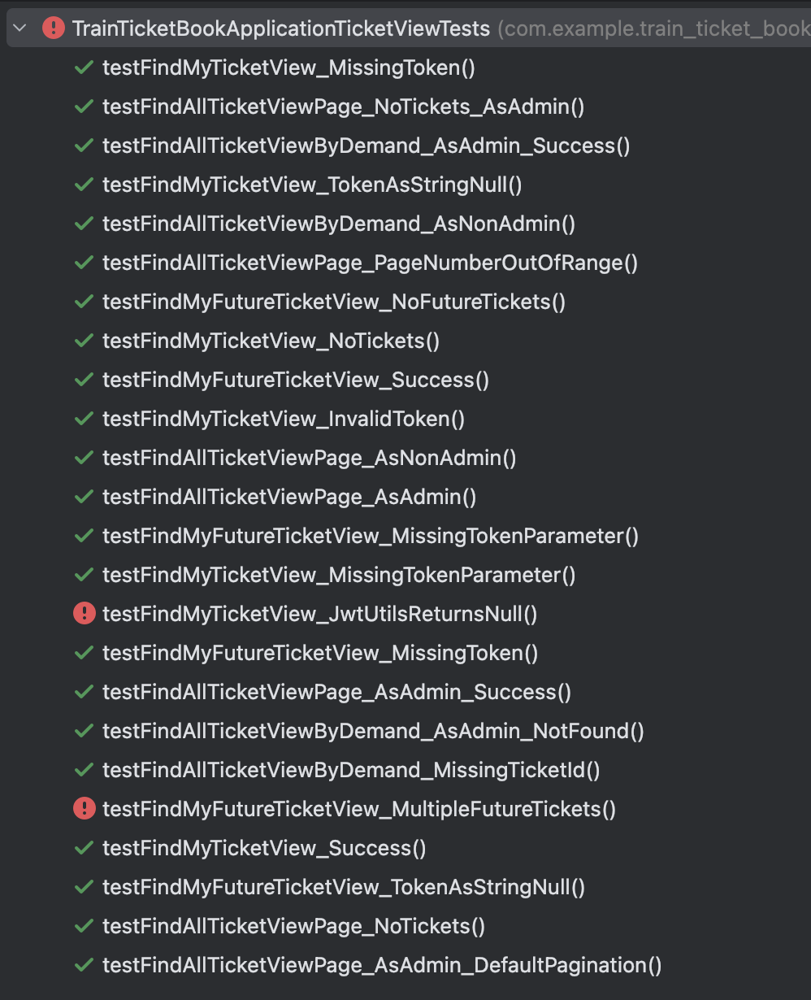 TrainTicketBookApplicationTicketViewTests (com.example.train_ticket_book
testFindMyTicketView_MissingToken()
testFindAllTicketViewPage_NoTickets_AsAdmin()
testFindAllTicketViewByDemand_AsAdmin_Success()
testFindMyTicketView_TokenAsStringNull()
testFindAllTicketViewByDemand_AsNonAdmin()
testFindAllTicketViewPage_PageNumberOutOfRange()
testFindMyFutureTicketView_NoFutureTickets()
testFindMyTicketView_NoTickets()
testFindMyFutureTicketView_Success()
testFindMyTicketView_InvalidToken()
testFindAllTicketViewPage_AsNonAdmin()
testFindAllTicketViewPage_AsAdmin()
testFindMyFutureTicketView_MissingTokenParameter()
testFindMyTicketView_MissingTokenParameter()
testFindMyTicketView_JwtUtilsReturnsNull()
testFindMyFutureTicketView_MissingToken()
testFindAllTicketViewPage_AsAdmin_Success()
testFindAllTicketViewByDemand_AsAdmin_NotFound()
testFindAllTicketViewByDemand_MissingTicketId()
testFindMyFutureTicketView_MultipleFutureTickets()
testFindMyTicketView_Success()
testFindMyFutureTicketView_TokenAsStringNull()
testFindAllTicketViewPage_NoTickets()
testFindAllTicketViewPage_AsAdmin_DefaultPagination()